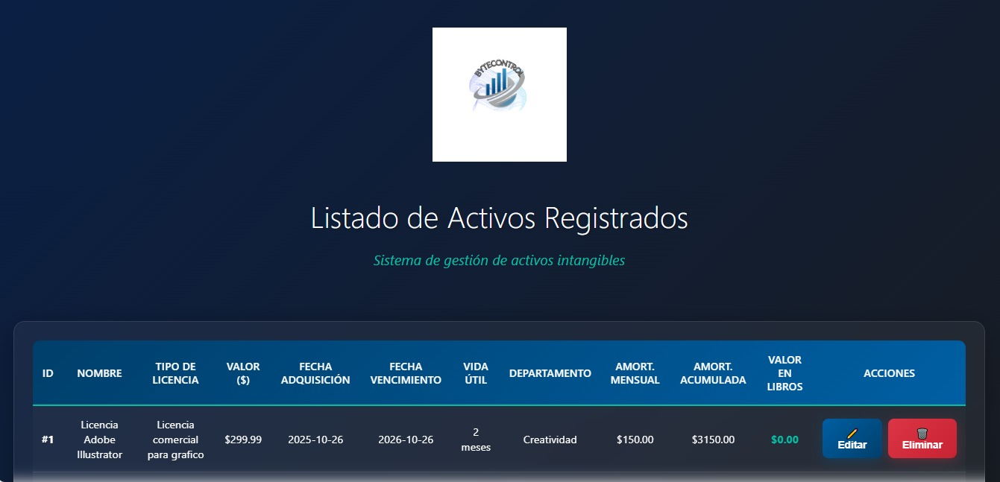 BYTECONTROL
Listado de Activos Registrados
Sistema de gestión de activos intangibles
ID
NOMBRE
TIPO DE
LICENCIA
VALOR
($)
FECHA
ADQUISICIÓN
FECHA
VENCIMIENTO
VIDA
ÚTIL
DEPARTAMENTO
AMORT.
MENSUAL
AMORT.
ACUMULADA
VALOR
EN
LIBROS
ACCIONES
#1
Licencia
Adobe
Illustrator
Licencia
comercial
para grafico
$299.99
2025-10-26
2026-10-26
2
meses
Creatividad
$150.00
$3150.00
$0.00
Editar
Eliminar